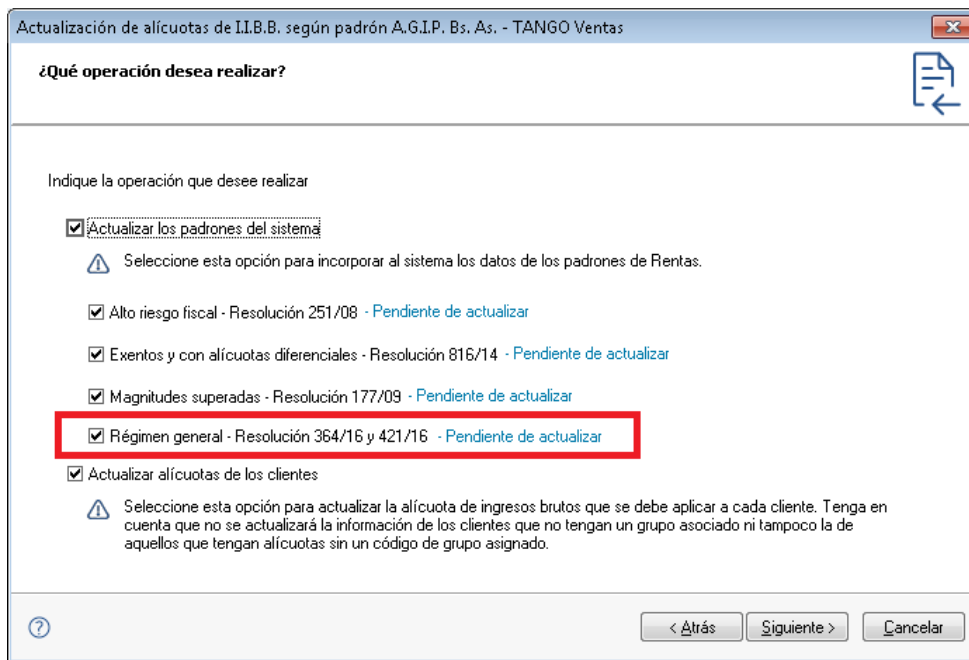 Actualización de alícuotas de I.I.B.B. según padrón A.G.I.P. Bs. As. - TANGO Ventas
¿Qué operación desea realizar?
Indique la operación que desee realizar
Actualizar los padrones del sistema
Seleccione esta opción para incorporar al sistema los datos de los padrones de Rentas.
Alto riesgo fiscal - Resolución 251/08 - Pendiente de actualizar
Exentos y con alícuotas diferenciales - Resolución 816/14 - Pendiente de actualizar
Magnitudes superadas - Resolución 177/09 - Pendiente de actualizar
Régimen general - Resolución 364/16 y 421/16 - Pendiente de actualizar
Actualizar alícuotas de los clientes
Seleccione esta opción para actualizar la alícuota de ingresos brutos que se debe aplicar a cada cliente. Tenga en
cuenta que no se actualizará la información de los clientes que no tengan un grupo asociado ni tampoco la de
aquellos que tengan alícuotas sin un código de grupo asignado.
< Atrás Siguiente > Cancelar